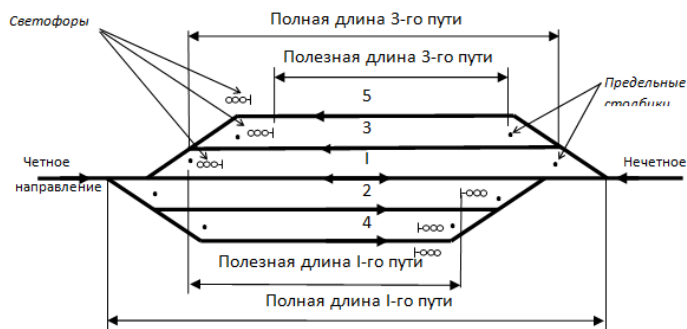 Полная длина 3-го пути
Светофоры
Полезная длина 3-го пути
5
Предельные
столбики
3
Четное
направление
I
Нечетное
2
4
Полезная длина I-го пути
Полная длина I-го пути